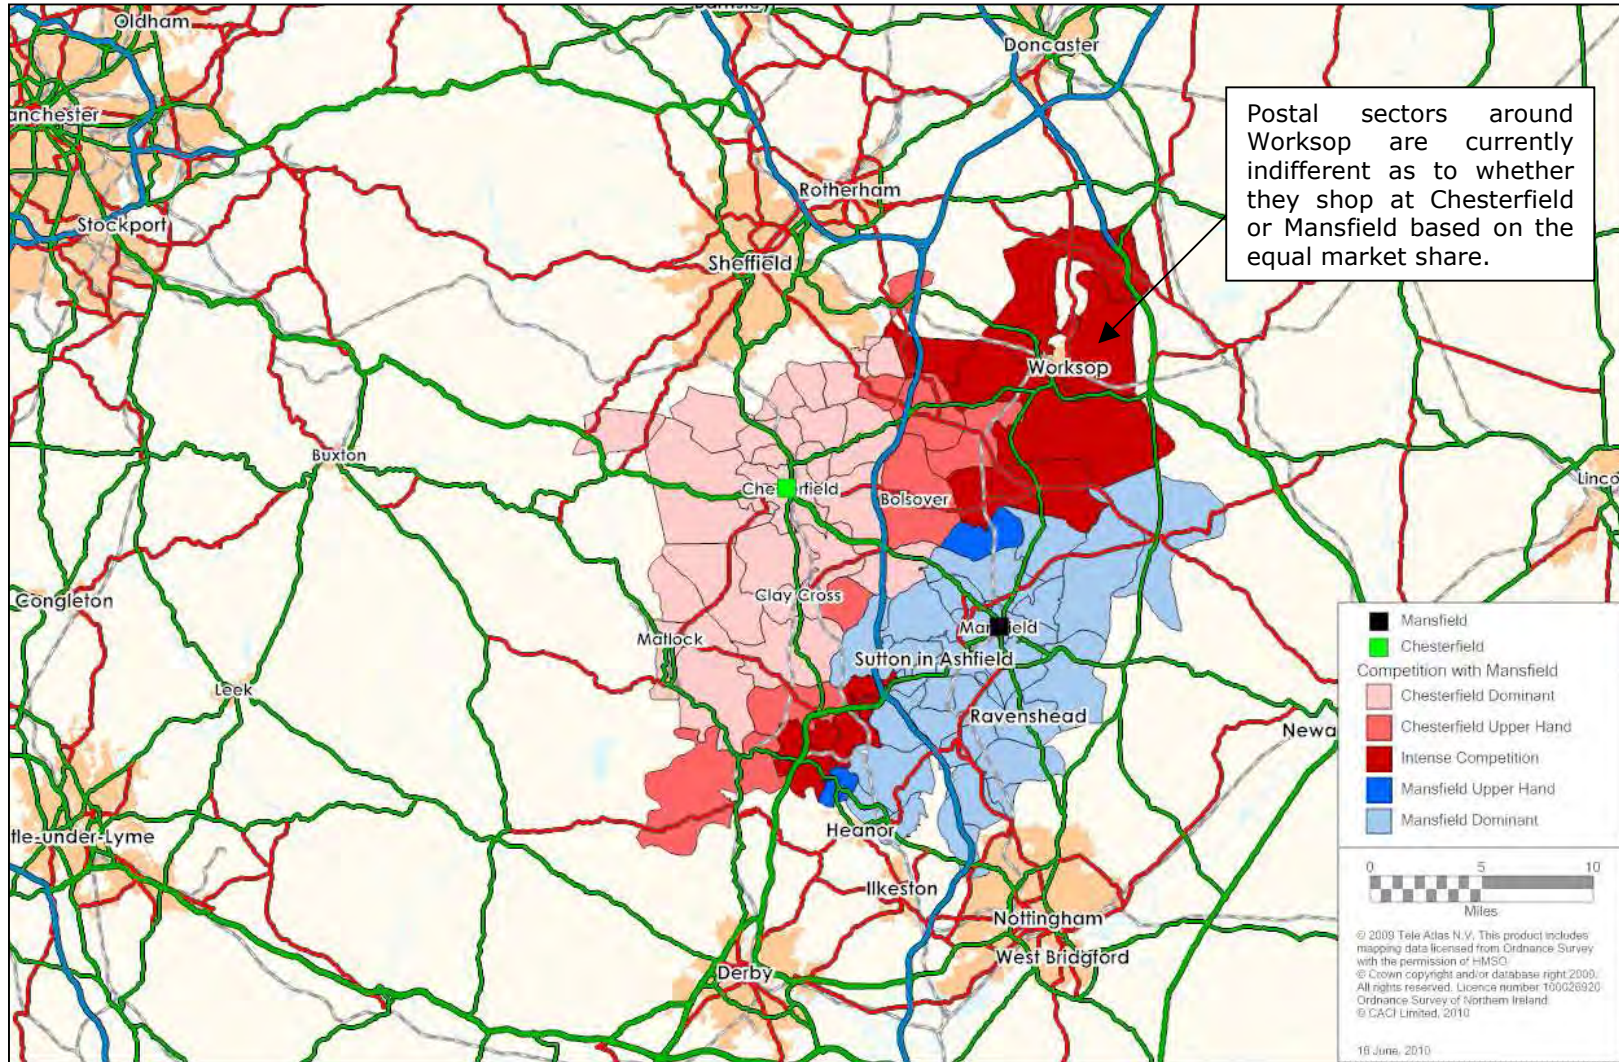 Oldham
Barnsley
Doncaster
anchester
Postal sectors around
Worksop are currently
indifferent as to whether
they shop at Chesterfield
or Mansfield based on the
equal market share.
Rotherham
Stockport
Sheffield
Worksop
Buxton
Chesterfield
Bolsover
Linco
Congleton
Clay Cross
Mansfield
Matlock
Sutton in Ashfield
Leek
Ravenshead
Newa
tle-under-Lyme
Heanor
Ilkeston
Nottingham
West Bridgford
Derby
Mansfield
Chesterfield
Competition with Mansfield
Chesterfield Dominant
Chesterfield Upper Hand
Intense Competition
Mansfield Upper Hand
Mansfield Dominant
0 5 10
Miles
© 2009 Tele Atlas N.V. This product includes
mapping data licensed from Ordnance Survey
with the permission of HMSO
© Crown copyright and/or database right 2009.
All rights reserved. Licence number 100026920
Ordnance Survey of Northern Ireland
© CACI Limited, 2010
16 June, 2010